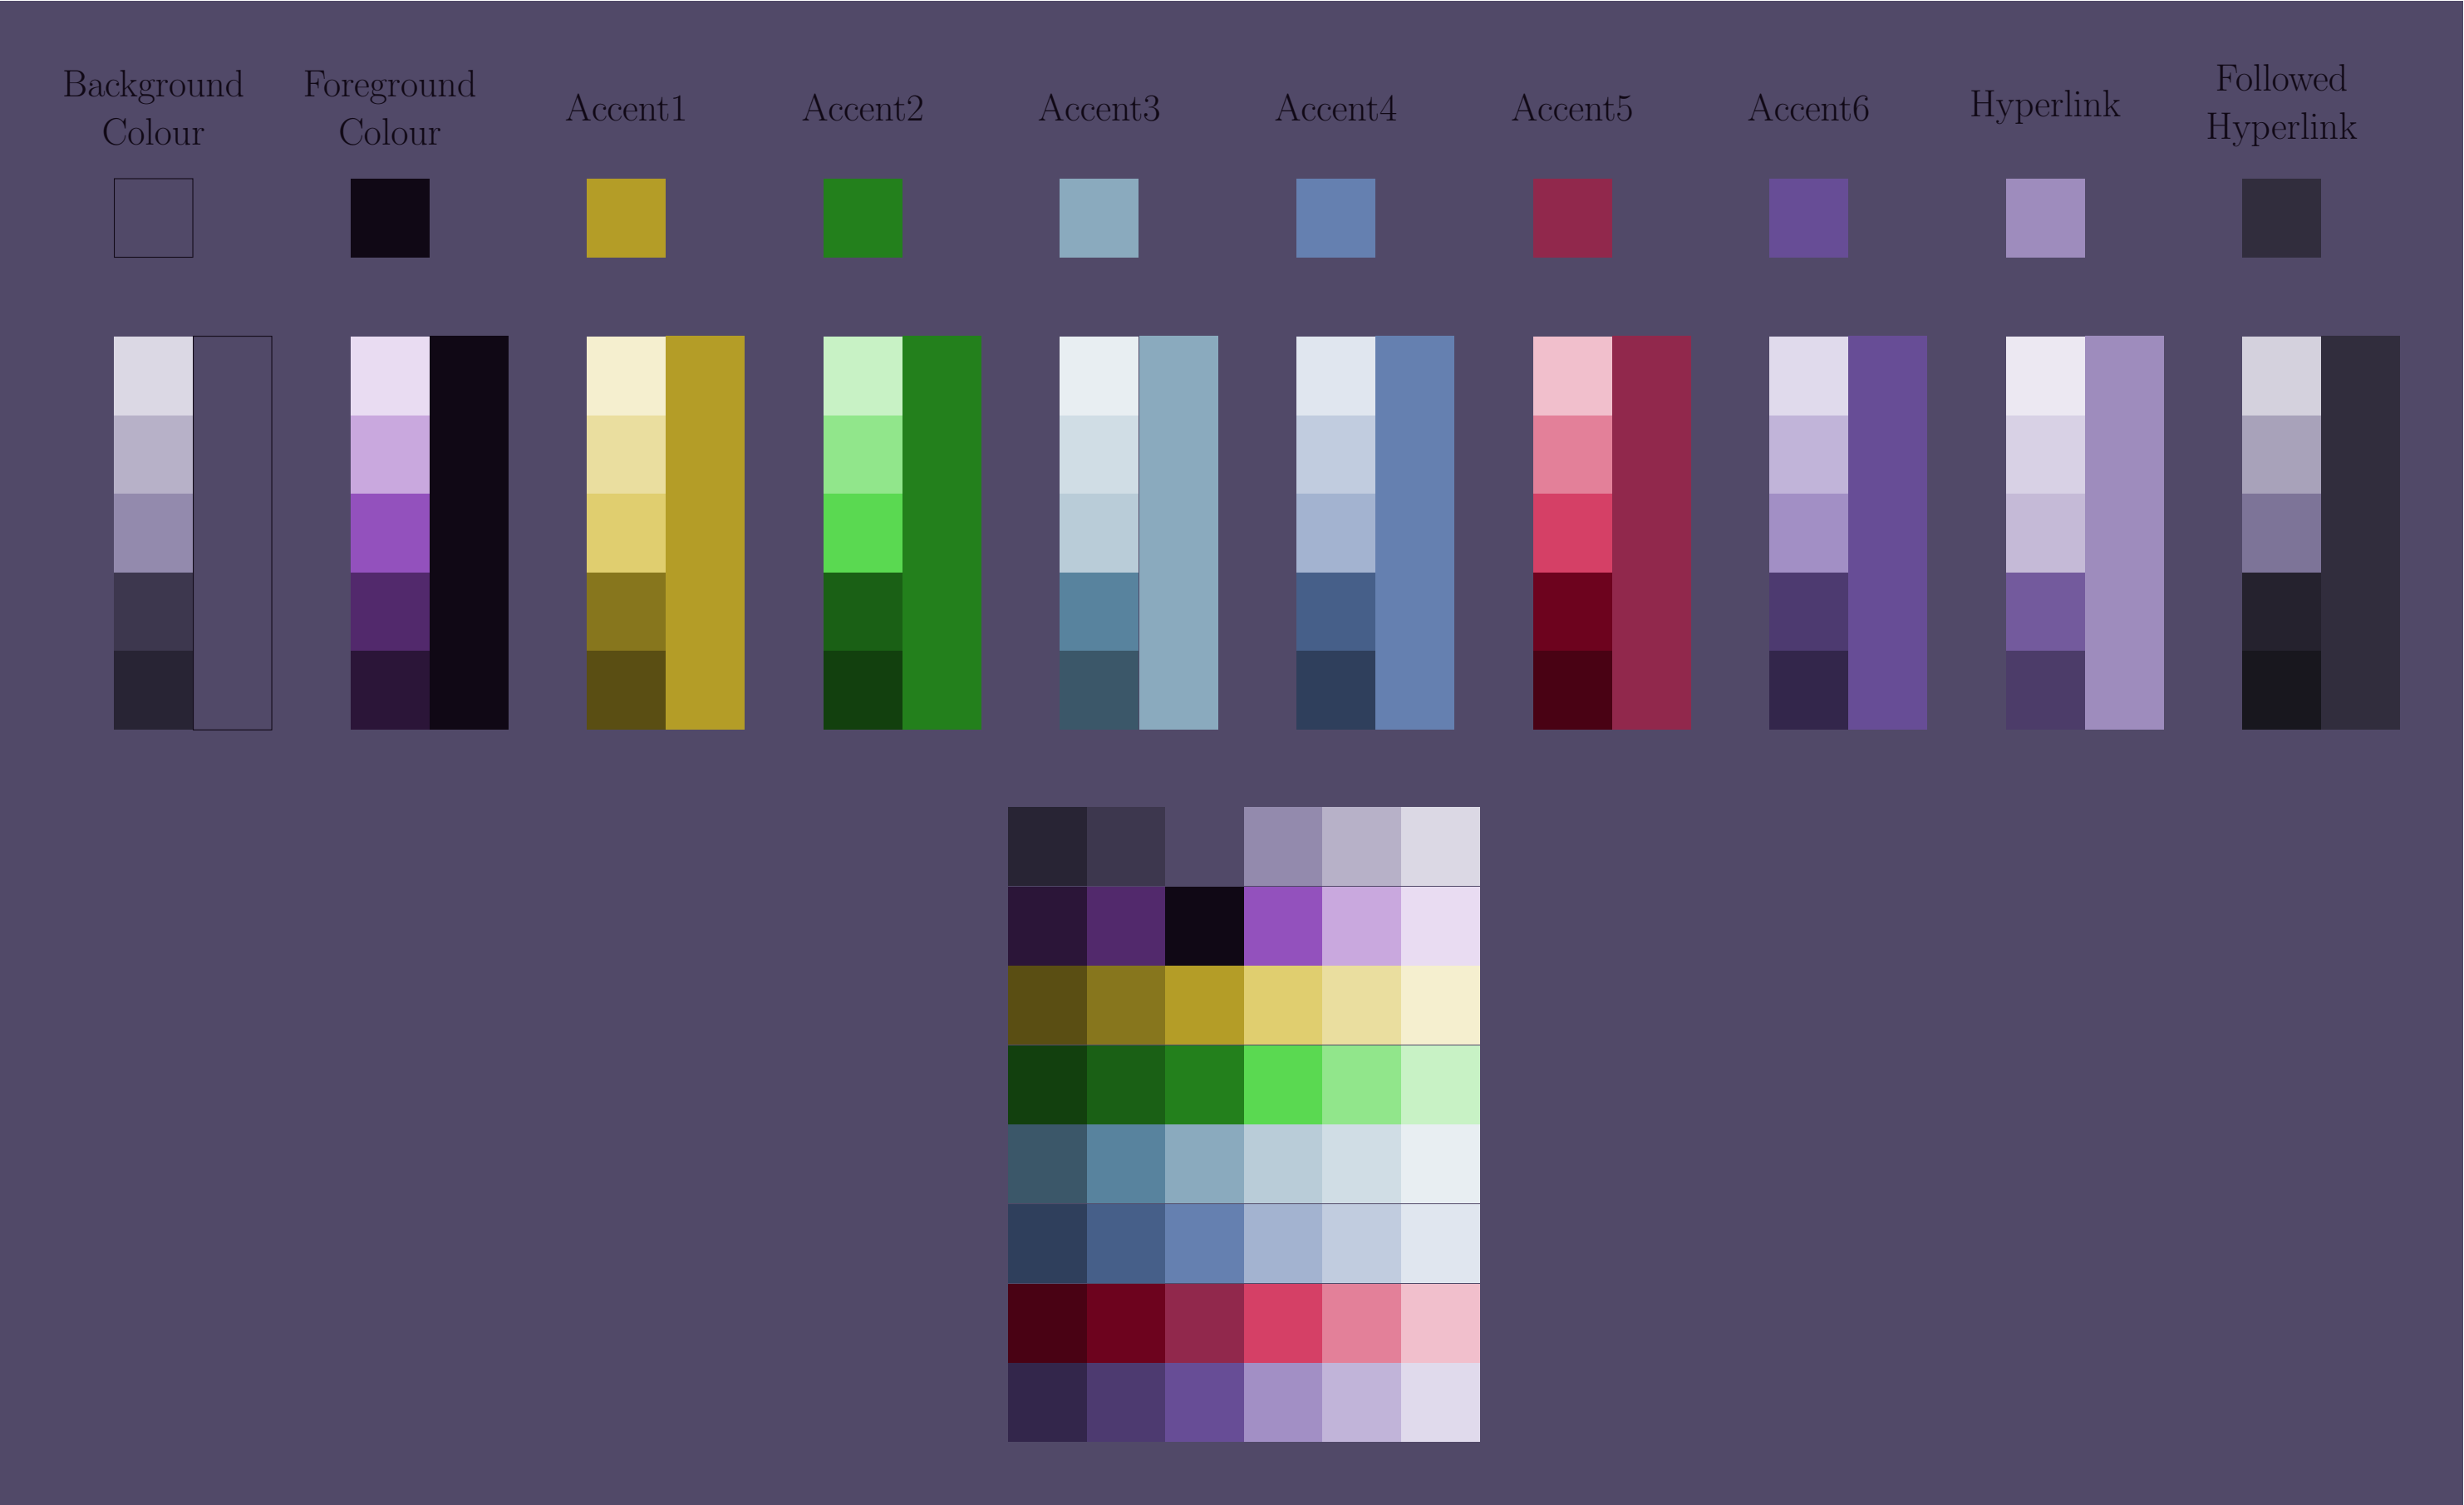 Background
Colour
Foreground
Colour
Accent1
Accent2
Accent3
Accent4
Accent5
Accent6
Hyperlink
Followed
Hyperlink